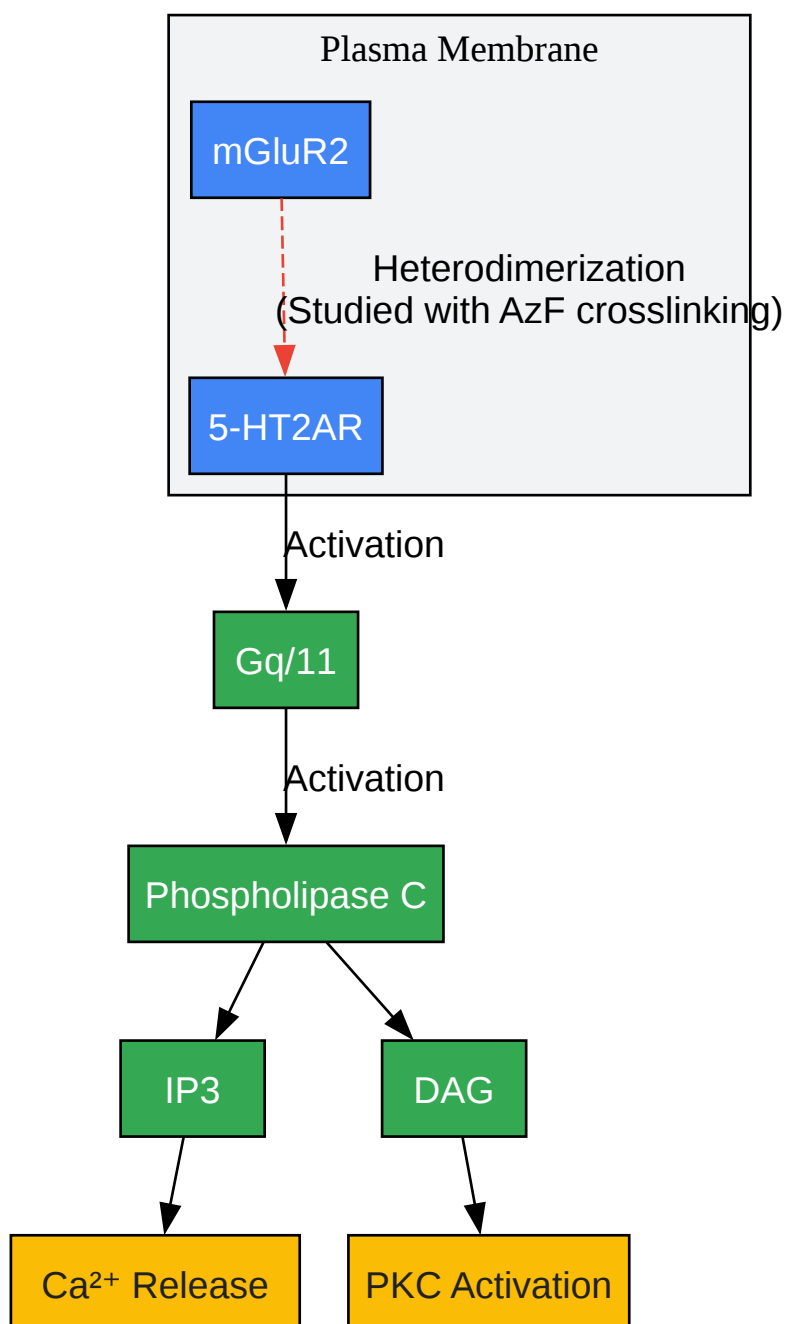 Plasma Membrane
mGluR2
Heterodimerization
(Studied with AzF crosslinking)
5-HT2AR
Activation
Gq/11
Activation
Phospholipase C
IP3
DAG
Ca²⁺ Release
PKC Activation